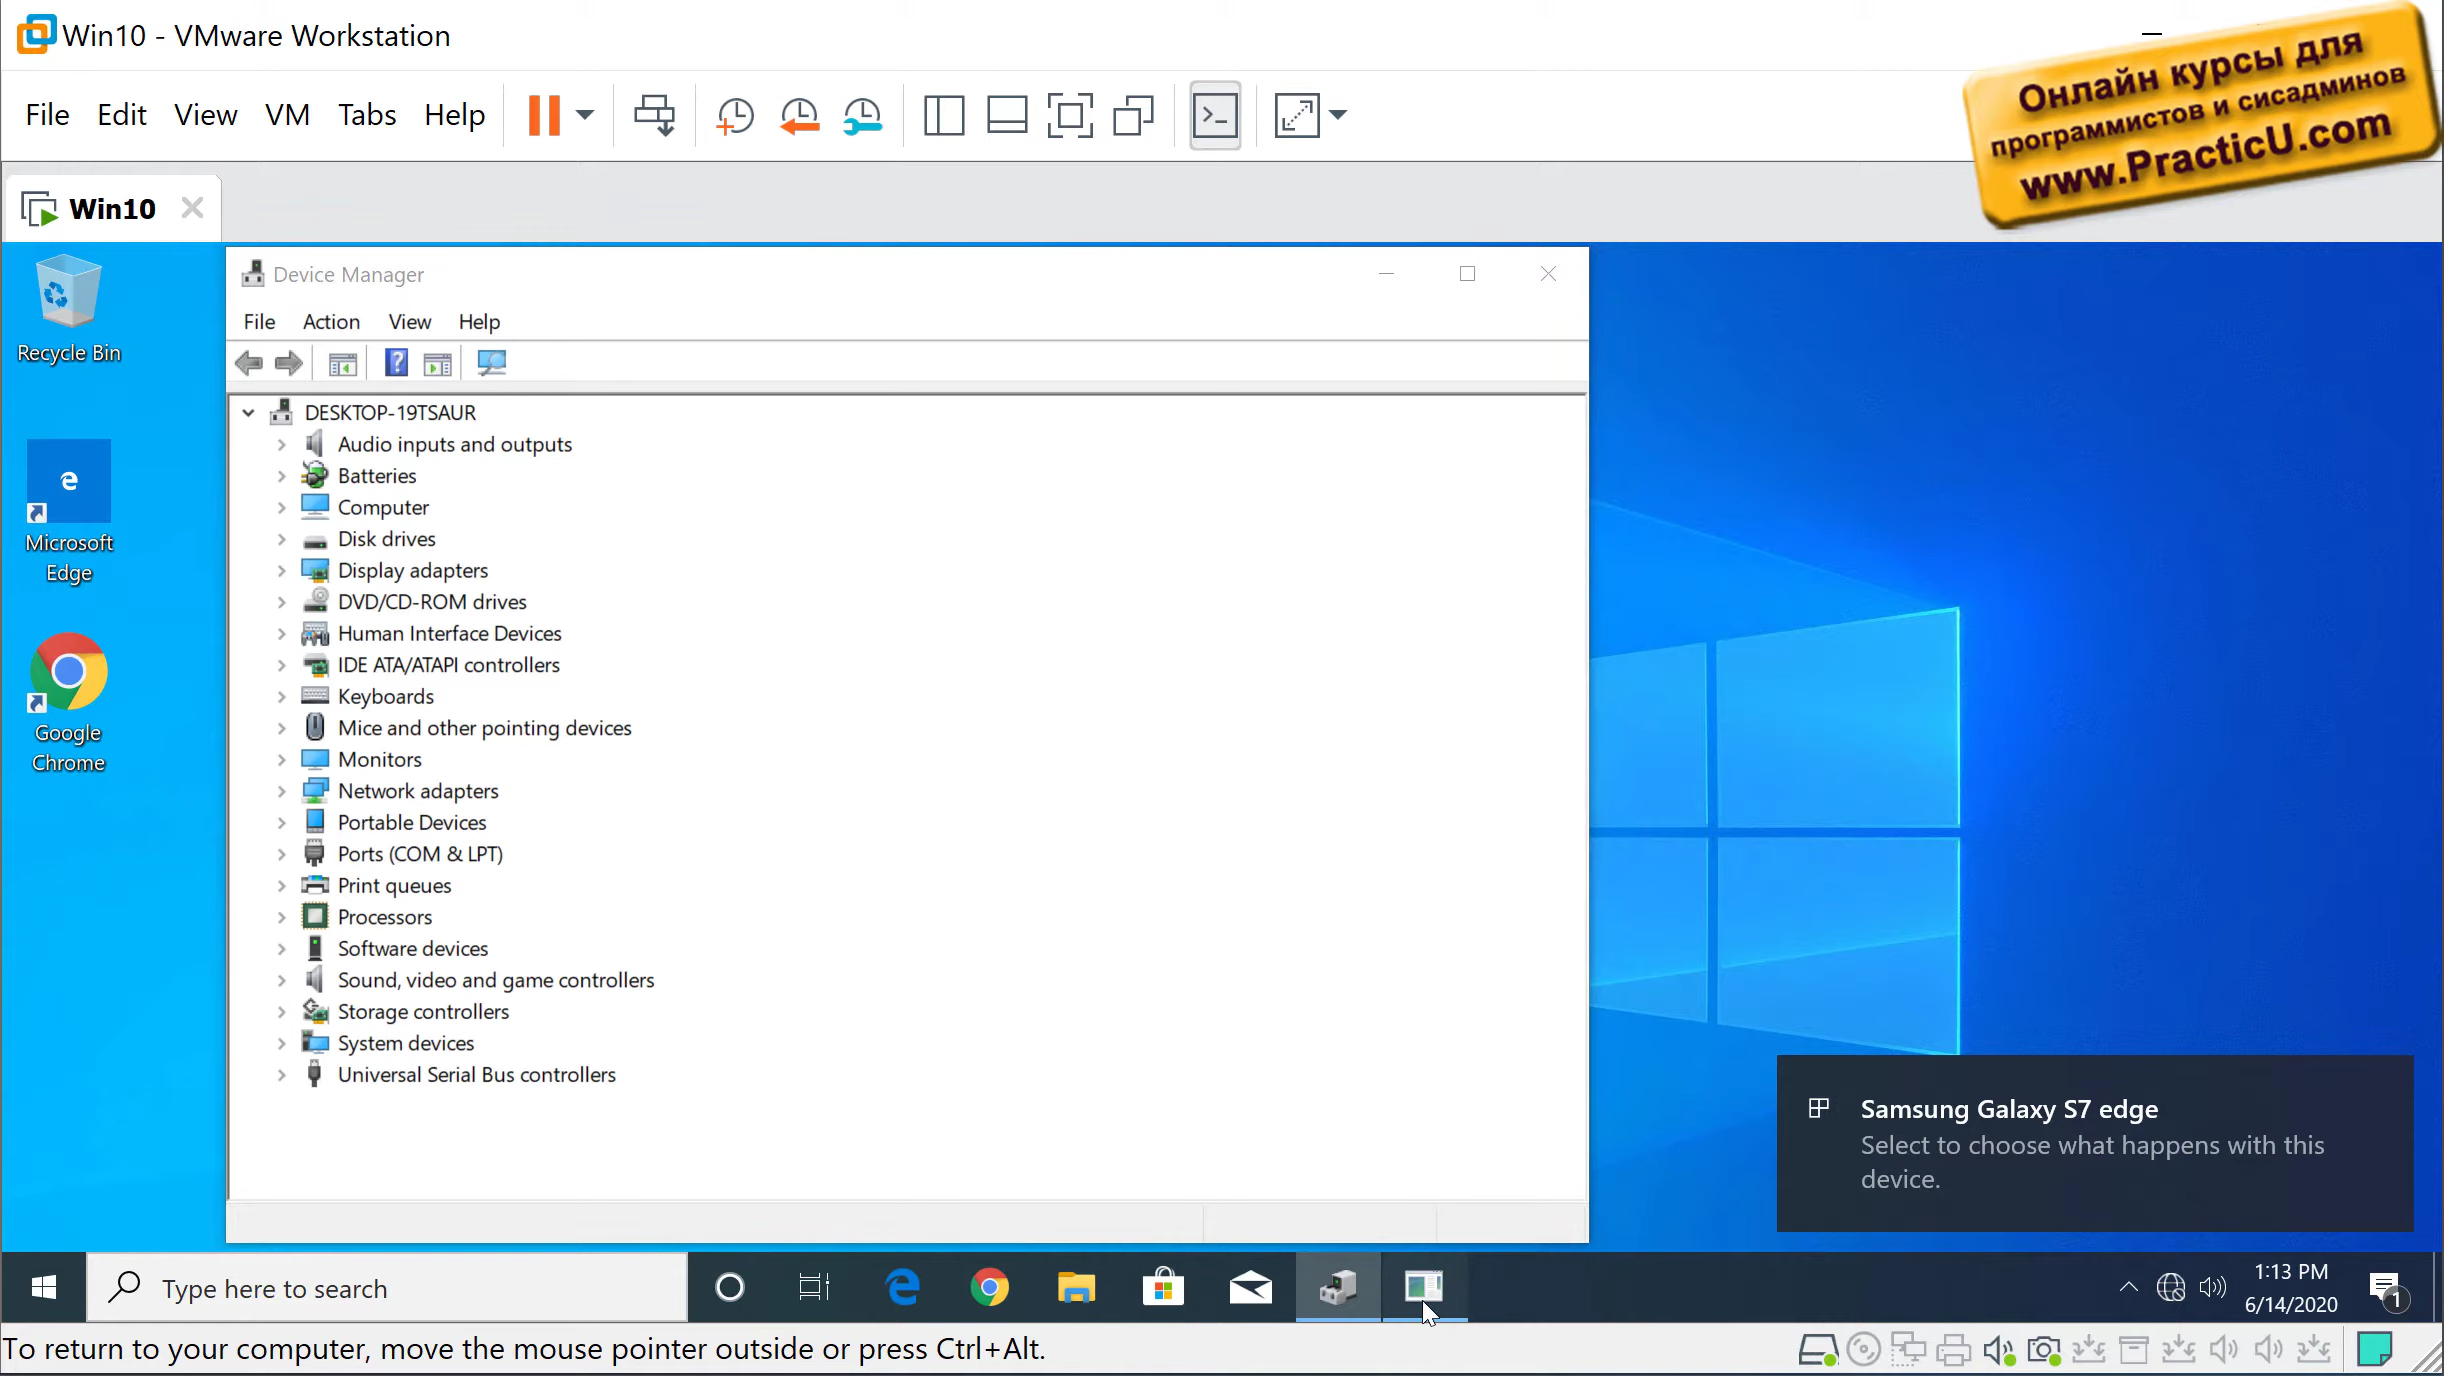 Win10 - VMware Workstation
Онлайн курсы для
программистов и сисадминов
www.PracticU.com
File Edit View VM Tabs Help
Win10
Recycle Bin
Microsoft
Edge
Google
Chrome
Device Manager
File Action View Help
DESKTOP-19TSAUR
Audio inputs and outputs
Batteries
Computer
Disk drives
Display adapters
DVD/CD-ROM drives
Human Interface Devices
IDE ATA/ATAPI controllers
Keyboards
Mice and other pointing devices
Monitors
Network adapters
Portable Devices
Ports (COM & LPT)
Print queues
Processors
Software devices
Sound, video and game controllers
Storage controllers
System devices
Universal Serial Bus controllers
Samsung Galaxy S7 edge
Select to choose what happens with this
device.
Type here to search
1:13 PM
6/14/2020
1
To return to your computer, move the mouse pointer outside or press Ctrl+Alt.